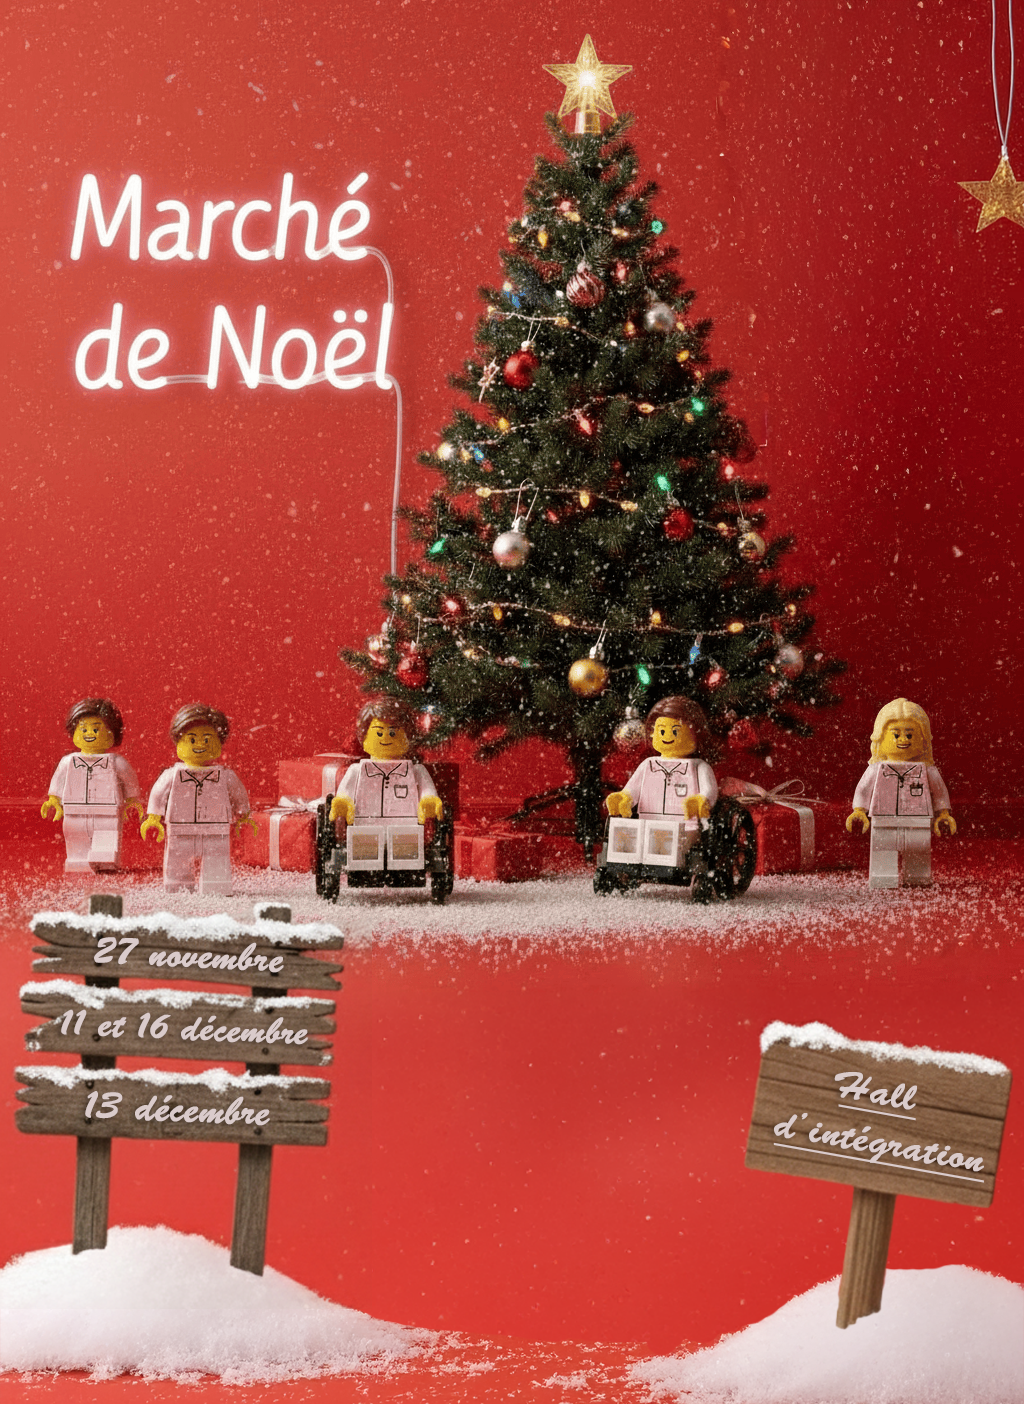 Marché
de Noël
27 novembre
11 et 16 décembre
13 décembre
Hall
d'intégration